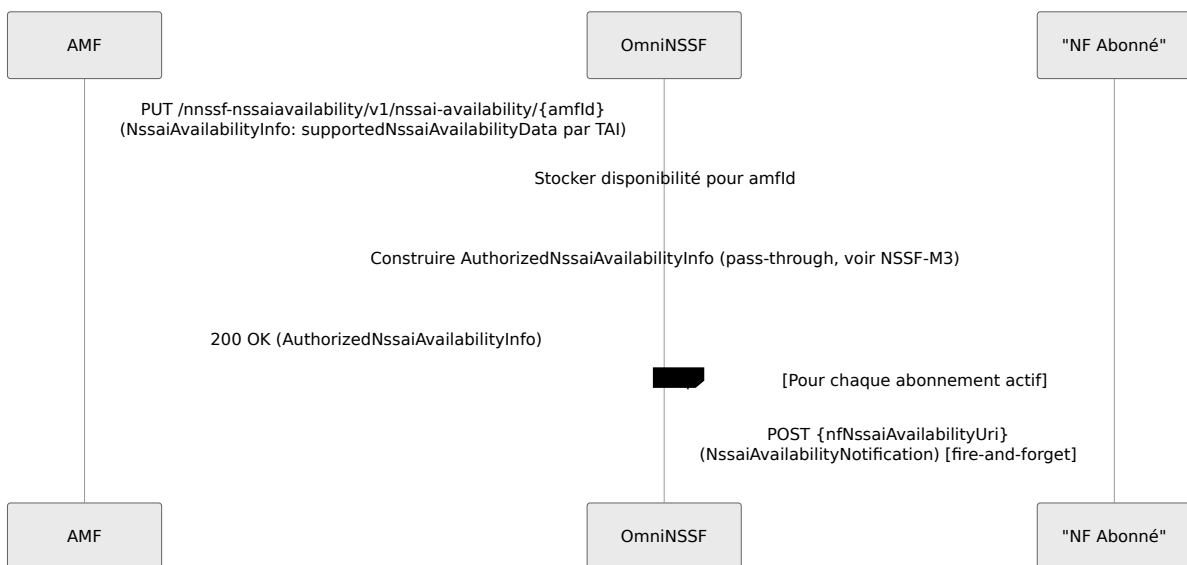 AMF
OmniNSSF
"NF Abonné"
PUT /nnssf-nssaiavailability/v1/nssai-availability/{amfId}
(NssaiAvailabilityInfo: supportedNssaiAvailabilityData par TAI)
Stocker disponibilité pour amfId
Construire AuthorizedNssaiAvailabilityInfo (pass-through, voir NSSF-M3)
200 OK (AuthorizedNssaiAvailabilityInfo)
[Pour chaque abonnement actif]
POST {nfNssaiAvailabilityUri}
(NssaiAvailabilityNotification) [fire-and-forget]
AMF
OmniNSSF
"NF Abonné"